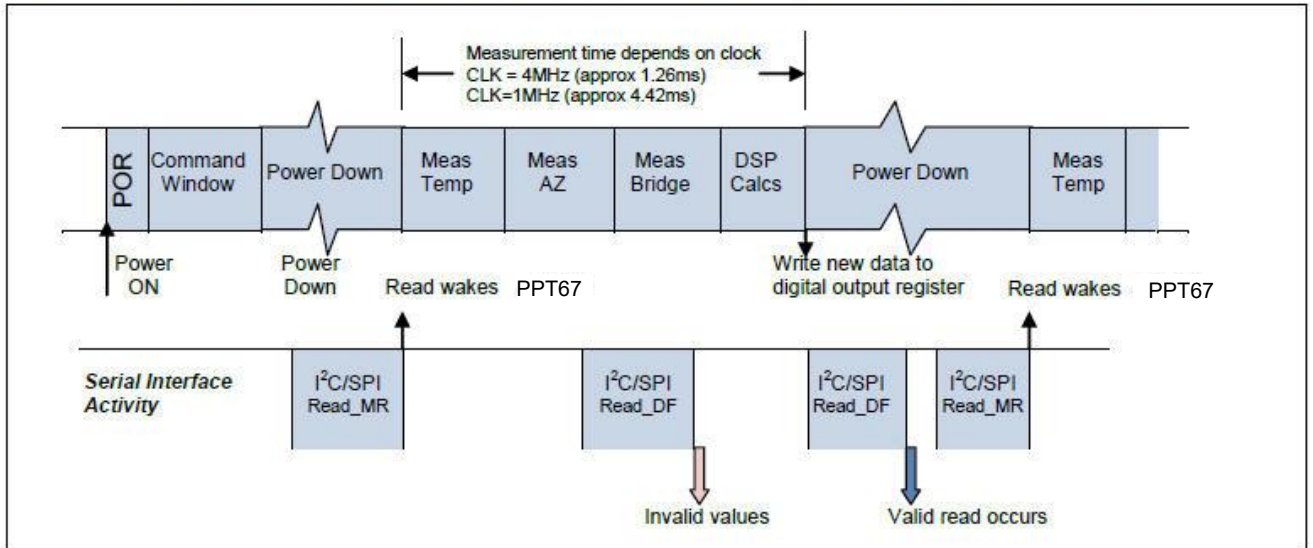 Measurement time depends on clock
CLK = 4MHz (approx 1.26ms)
CLK=1MHz (approx 4.42ms)
POR
Command
Window
Power Down
Meas
Temp
Meas
AZ
Meas
Bridge
DSP
Calcs
Power Down
Meas
Temp
Power
ON
Power
Down
Read wakes PPT67
Write new data to
digital output register
Read wakes PPT67
Serial Interface
Activity
I²C/SPI
Read_MR
I²C/SPI
Read_DF
I²C/SPI
Read_DF
I²C/SPI
Read_MR
Invalid values
Valid read occurs